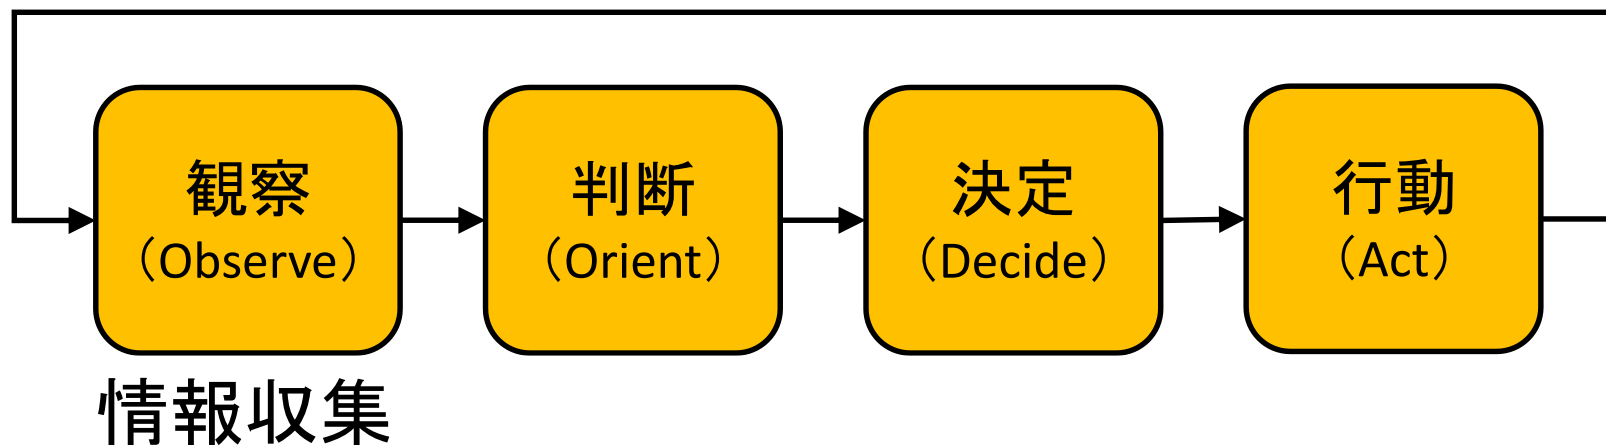 観察
（Observe）
判断
（Orient）
決定
（Decide）
行動
（Act）
情報収集